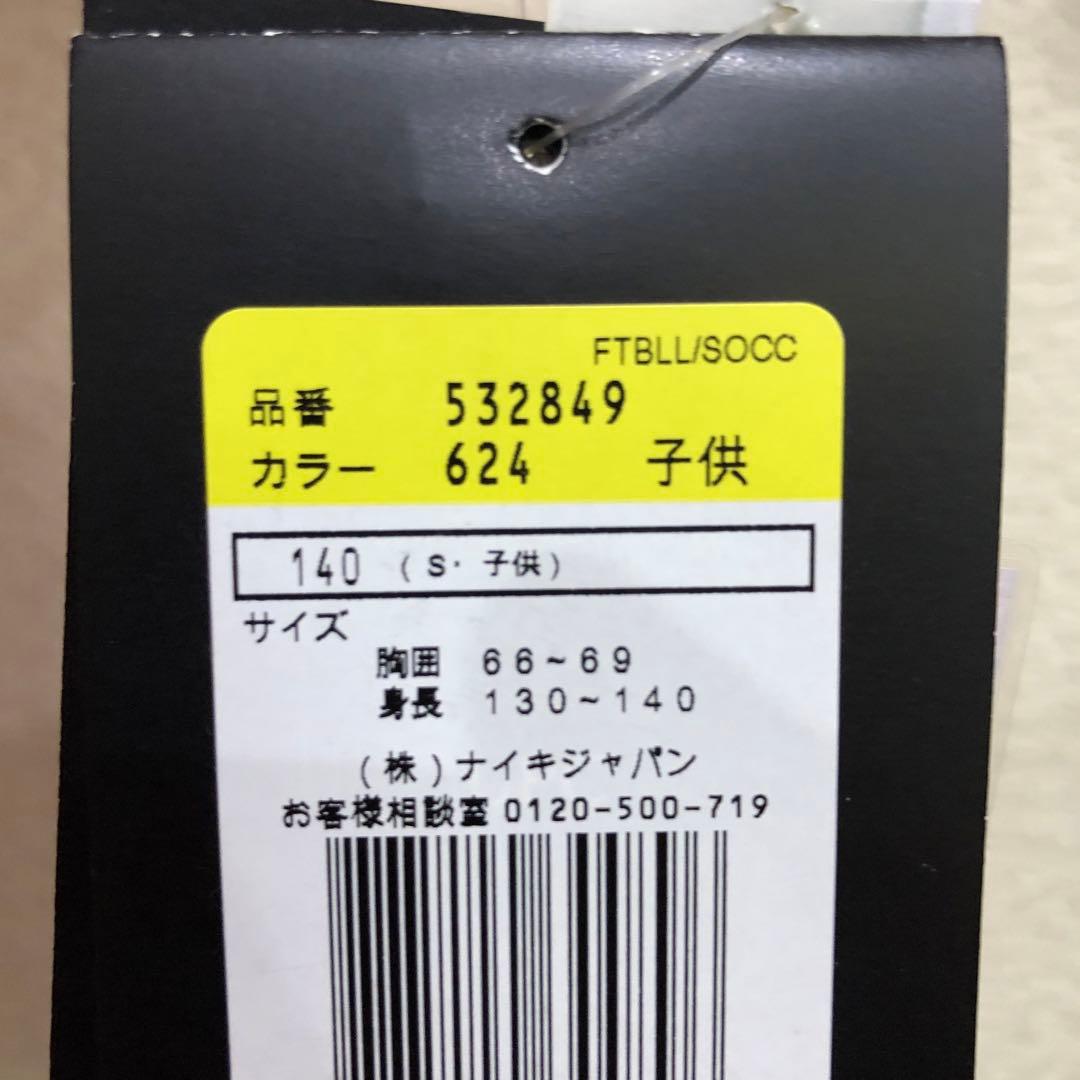 FTBLL/SOCC
品番 532849
カラー 624 子供
140 (S・子供)
サイズ
胸囲 66~69
身長 130~140
(株)ナイキジャパン
お客様相談室 0120-500-719